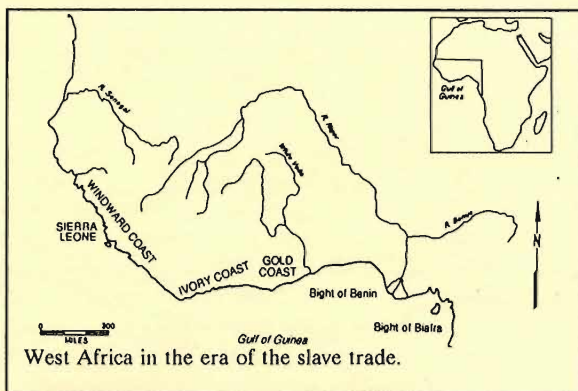 R. Senegal
R. Niger
White Volta
R. Benue
Gulf of
Guinea
N
WINDWARD COAST
SIERRA
LEONE
IVORY COAST
GOLD
COAST
Bight of Benin
Bight of Biafra
0 300
MILES
Gulf of Guinea
West Africa in the era of the slave trade.